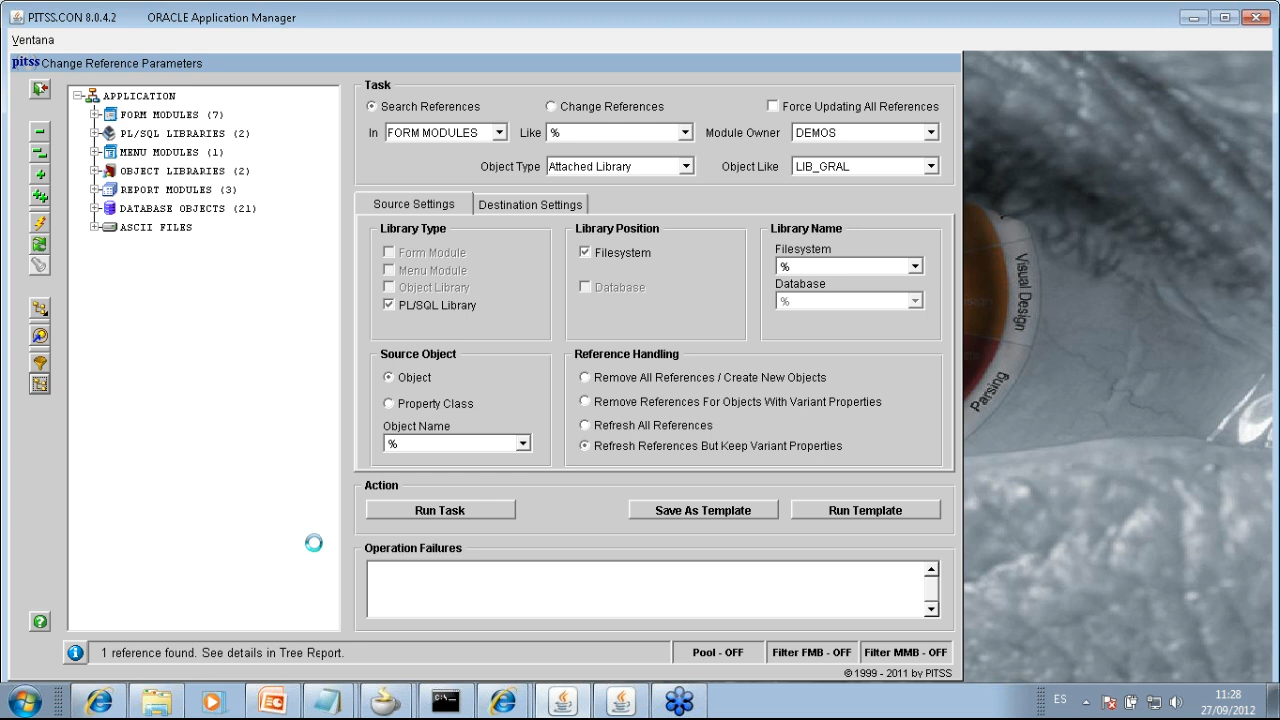 PITSS.CON 8.0.4.2 ORACLE Application Manager
Ventana
pitss Change Reference Parameters
APPLICATION
FORM MODULES (7)
PL/SQL LIBRARIES (2)
MENU MODULES (1)
OBJECT LIBRARIES (2)
REPORT MODULES (3)
DATABASE OBJECTS (21)
ASCII FILES
Task
Search References Change References Force Updating All References
In FORM MODULES Like % Module Owner DEMOS
Object Type Attached Library Object Like LIB_GRAL
Source Settings Destination Settings
Library Type
Form Module
Menu Module
Object Library
PL/SQL Library
Library Position
Filesystem
Database
Library Name
Filesystem
%
Database
%
Source Object
Object
Property Class
Object Name
%
Reference Handling
Remove All References / Create New Objects
Remove References For Objects With Variant Properties
Refresh All References
Refresh References But Keep Variant Properties
Action
Run Task Save As Template Run Template
Operation Failures
1 reference found. See details in Tree Report. Pool - OFF Filter FMB - OFF Filter MMB - OFF
© 1999 - 2011 by PITSS
Visual Design
Parsing
ES 11:28
27/09/2012